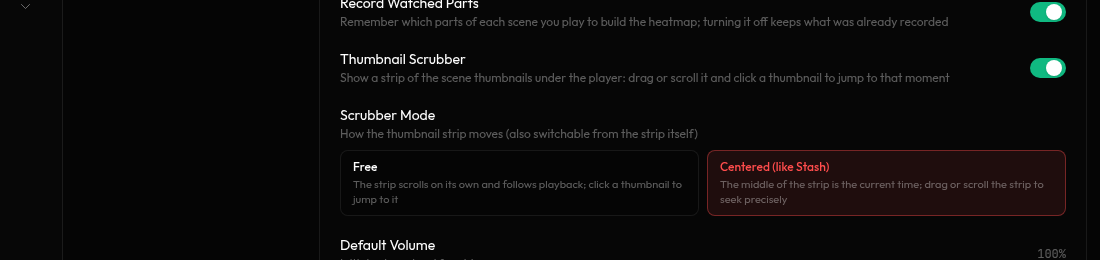 Record Watched Parts
Remember which parts of each scene you play to build the heatmap; turning it off keeps what was already recorded
Thumbnail Scrubber
Show a strip of the scene thumbnails under the player: drag or scroll it and click a thumbnail to jump to that moment
Scrubber Mode
How the thumbnail strip moves (also switchable from the strip itself)
Free
The strip scrolls on its own and follows playback; click a thumbnail to
jump to it
Centered (like Stash)
The middle of the strip is the current time; drag or scroll the strip to
seek precisely
Default Volume
100%